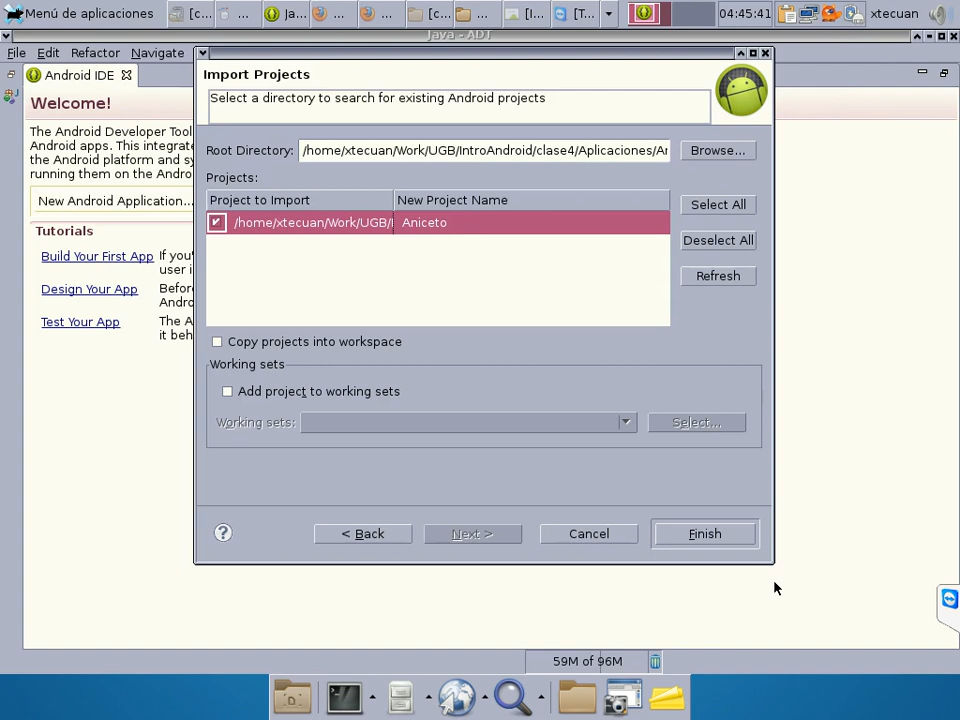 Menú de aplicaciones
[c...
...
Ja...
...
...
[c...
...
[I...
[T...
04:45:41
xtecuan
Java - ADT
File Edit Refactor Navigate
Android IDE
Welcome!
The Android Developer Tool
Android apps. This integrate
the Android platform and sy
running them on the Andro
New Android Application...
Tutorials
Build Your First App
If you'
user i
Design Your App
Befor
Andro
Test Your App
The A
it beh
Import Projects
Select a directory to search for existing Android projects
Root Directory: /home/xtecuan/Work/UGB/IntroAndroid/clase4/Aplicaciones/Ar Browse...
Projects:
Project to Import New Project Name
/home/xtecuan/Work/UGB/I Aniceto
Select All
Deselect All
Refresh
Copy projects into workspace
Working sets
Add project to working sets
Working sets: Select...
< Back Next > Cancel Finish
59M of 96M